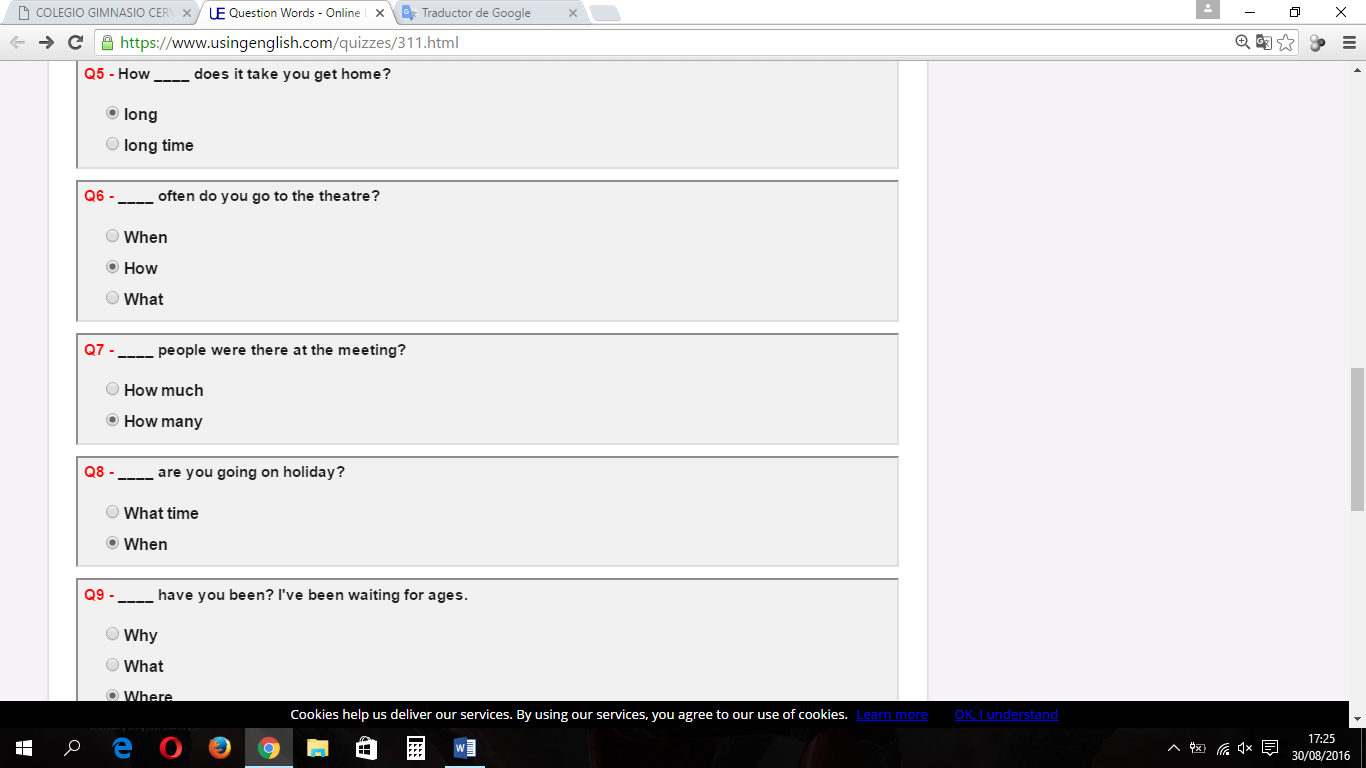 COLEGIO GIMNASIO CER
Question Words - Online
Traductor de Google
https://www.usingenglish.com/quizzes/311.html
Q5 - How ____ does it take you get home?
long
long time
Q6 - ____ often do you go to the theatre?
When
How
What
Q7 - ____ people were there at the meeting?
How much
How many
Q8 - ____ are you going on holiday?
What time
When
Q9 - ____ have you been? I've been waiting for ages.
Why
What
Where
Cookies help us deliver our services. By using our services, you agree to our use of cookies. Learn more OK, I understand
17:25
30/08/2016